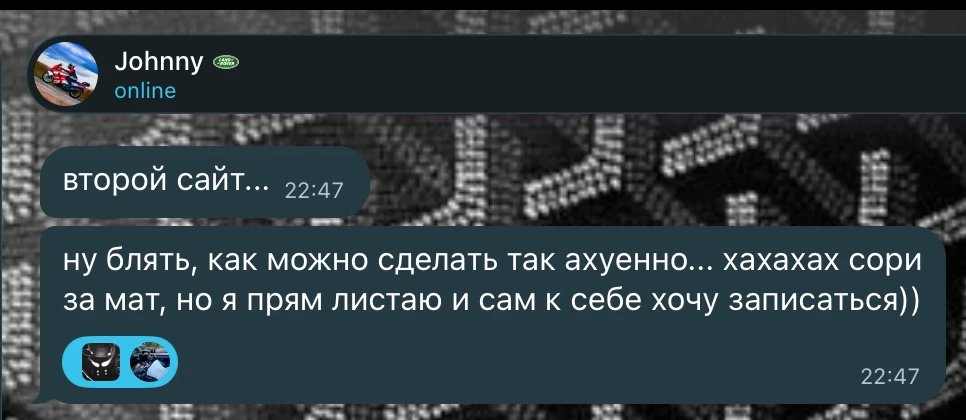 Johnny
online
второй сайт... 22:47
ну блять, как можно сделать так ахуенно... хахахах сори
за мат, но я прям листаю и сам к себе хочу записаться))
22:47